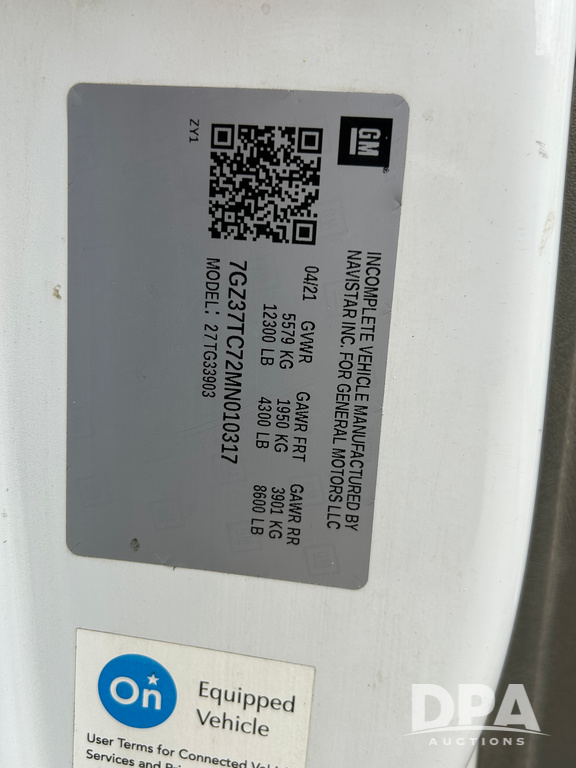 GM
INCOMPLETE VEHICLE MANUFACTURED BY
NAVISTAR INC. FOR GENERAL MOTORS LLC
04/21 GVWR GAWR FRT GAWR RR
5579 KG 1950 KG 3901 KG
12300 LB 4300 LB 8600 LB
7GZ37TC72MN010317
MODEL: 27TG33903
ZY1
On
Equipped
Vehicle
User Terms for Connected
Services and
DPA
AUCTIONS